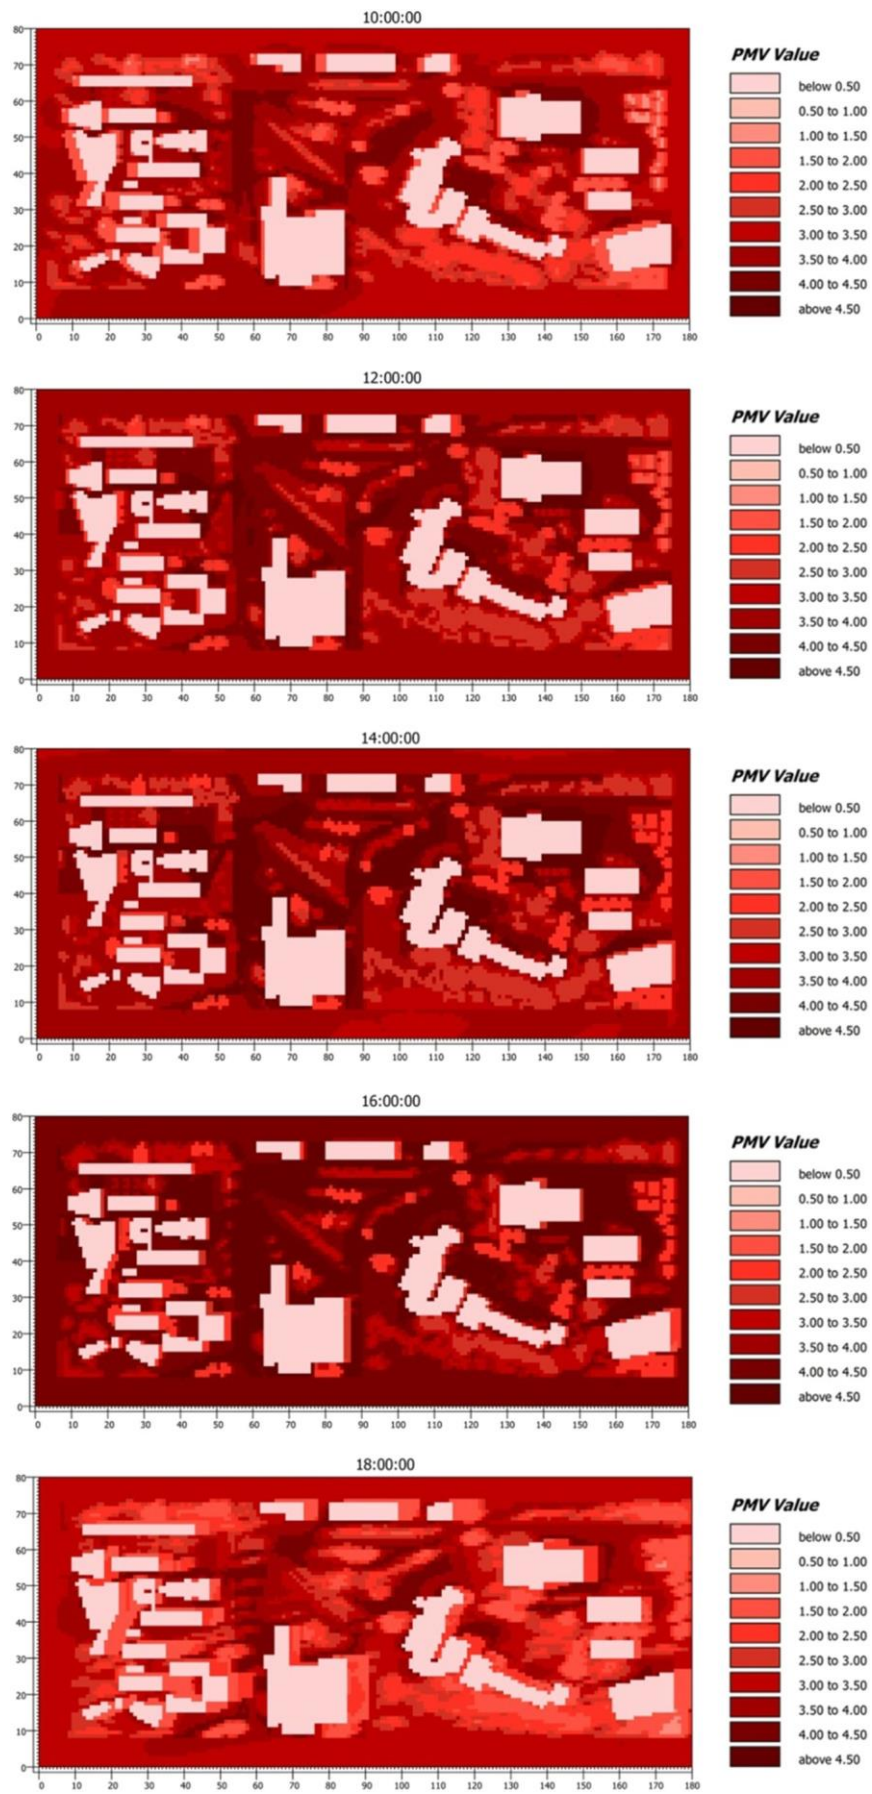 10:00:00
80
70
60
50
40
30
20
10
0
0 10 20 30 40 50 60 70 80 90 100 110 120 130 140 150 160 170 180
PMV Value
below 0.50
0.50 to 1.00
1.00 to 1.50
1.50 to 2.00
2.00 to 2.50
2.50 to 3.00
3.00 to 3.50
3.50 to 4.00
4.00 to 4.50
above 4.50
12:00:00
80
70
60
50
40
30
20
10
0
0 10 20 30 40 50 60 70 80 90 100 110 120 130 140 150 160 170 180
PMV Value
below 0.50
0.50 to 1.00
1.00 to 1.50
1.50 to 2.00
2.00 to 2.50
2.50 to 3.00
3.00 to 3.50
3.50 to 4.00
4.00 to 4.50
above 4.50
14:00:00
80
70
60
50
40
30
20
10
0
0 10 20 30 40 50 60 70 80 90 100 110 120 130 140 150 160 170 180
PMV Value
below 0.50
0.50 to 1.00
1.00 to 1.50
1.50 to 2.00
2.00 to 2.50
2.50 to 3.00
3.00 to 3.50
3.50 to 4.00
4.00 to 4.50
above 4.50
16:00:00
80
70
60
50
40
30
20
10
0
0 10 20 30 40 50 60 70 80 90 100 110 120 130 140 150 160 170 180
PMV Value
below 0.50
0.50 to 1.00
1.00 to 1.50
1.50 to 2.00
2.00 to 2.50
2.50 to 3.00
3.00 to 3.50
3.50 to 4.00
4.00 to 4.50
above 4.50
18:00:00
80
70
60
50
40
30
20
10
0
0 10 20 30 40 50 60 70 80 90 100 110 120 130 140 150 160 170 180
PMV Value
below 0.50
0.50 to 1.00
1.00 to 1.50
1.50 to 2.00
2.00 to 2.50
2.50 to 3.00
3.00 to 3.50
3.50 to 4.00
4.00 to 4.50
above 4.50